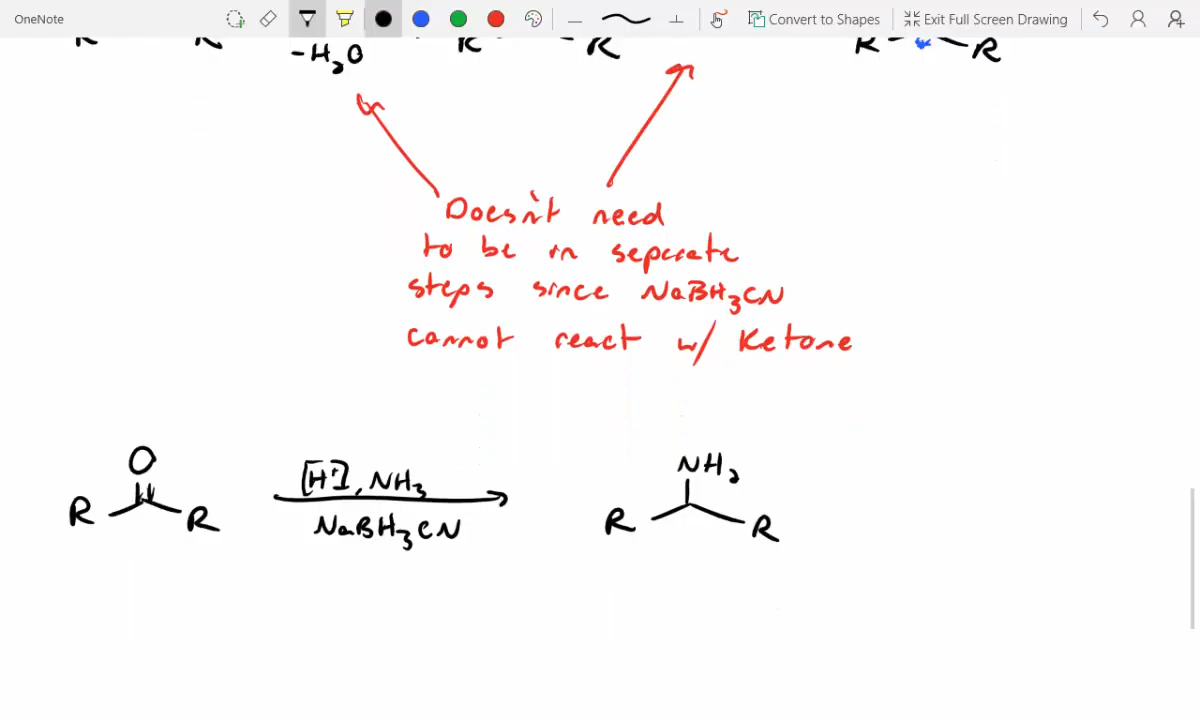 OneNote
Convert to Shapes
Exit Full Screen Drawing
R R -H₂O R R R R
Doesn't need
to be in seperate
steps since NaBH₃CN
cannot react w/ Ketone
O
R R
[H⁺], NH₃
NaBH₃CN
NH₂
R R